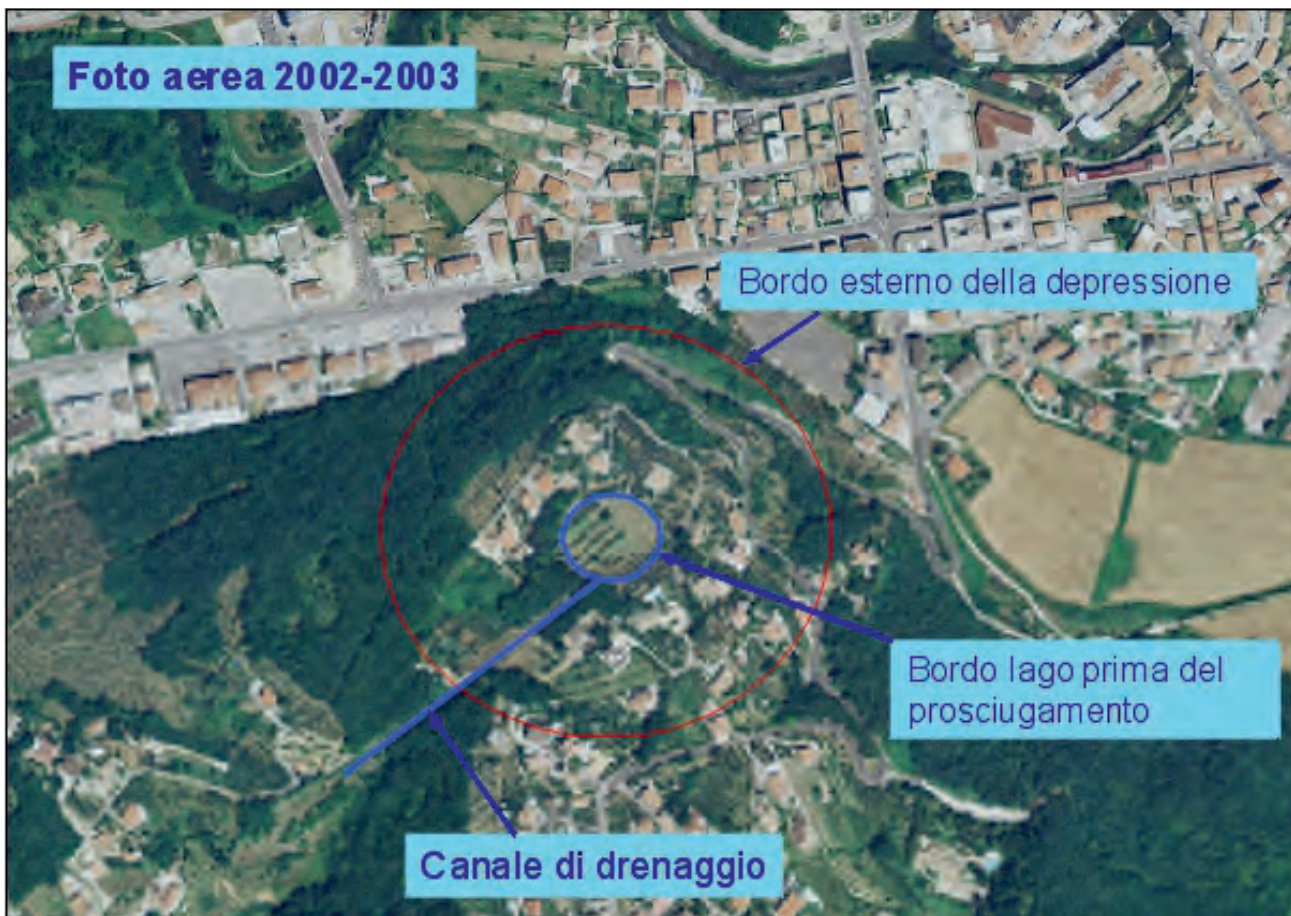 Foto aerea 2002-2003
Bordo esterno della depressione
Bordo lago prima del
prosciugamento
Canale di drenaggio